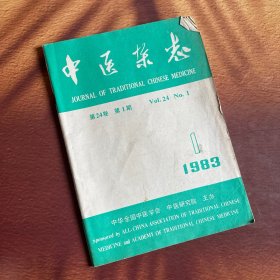 中医杂志
JOURNAL OF TRADITIONAL CHINESE MEDICINE
第24卷 第1期 Vol. 24 No. 1
1
1983
中华全国中医学会 中医研究院 主办
Sponsored by ALL-CHINA ASSOCIATION OF TRADITIONAL CHINESE
MEDICINE and ACADEMY OF TRADITIONAL CHINESE MEDICINE